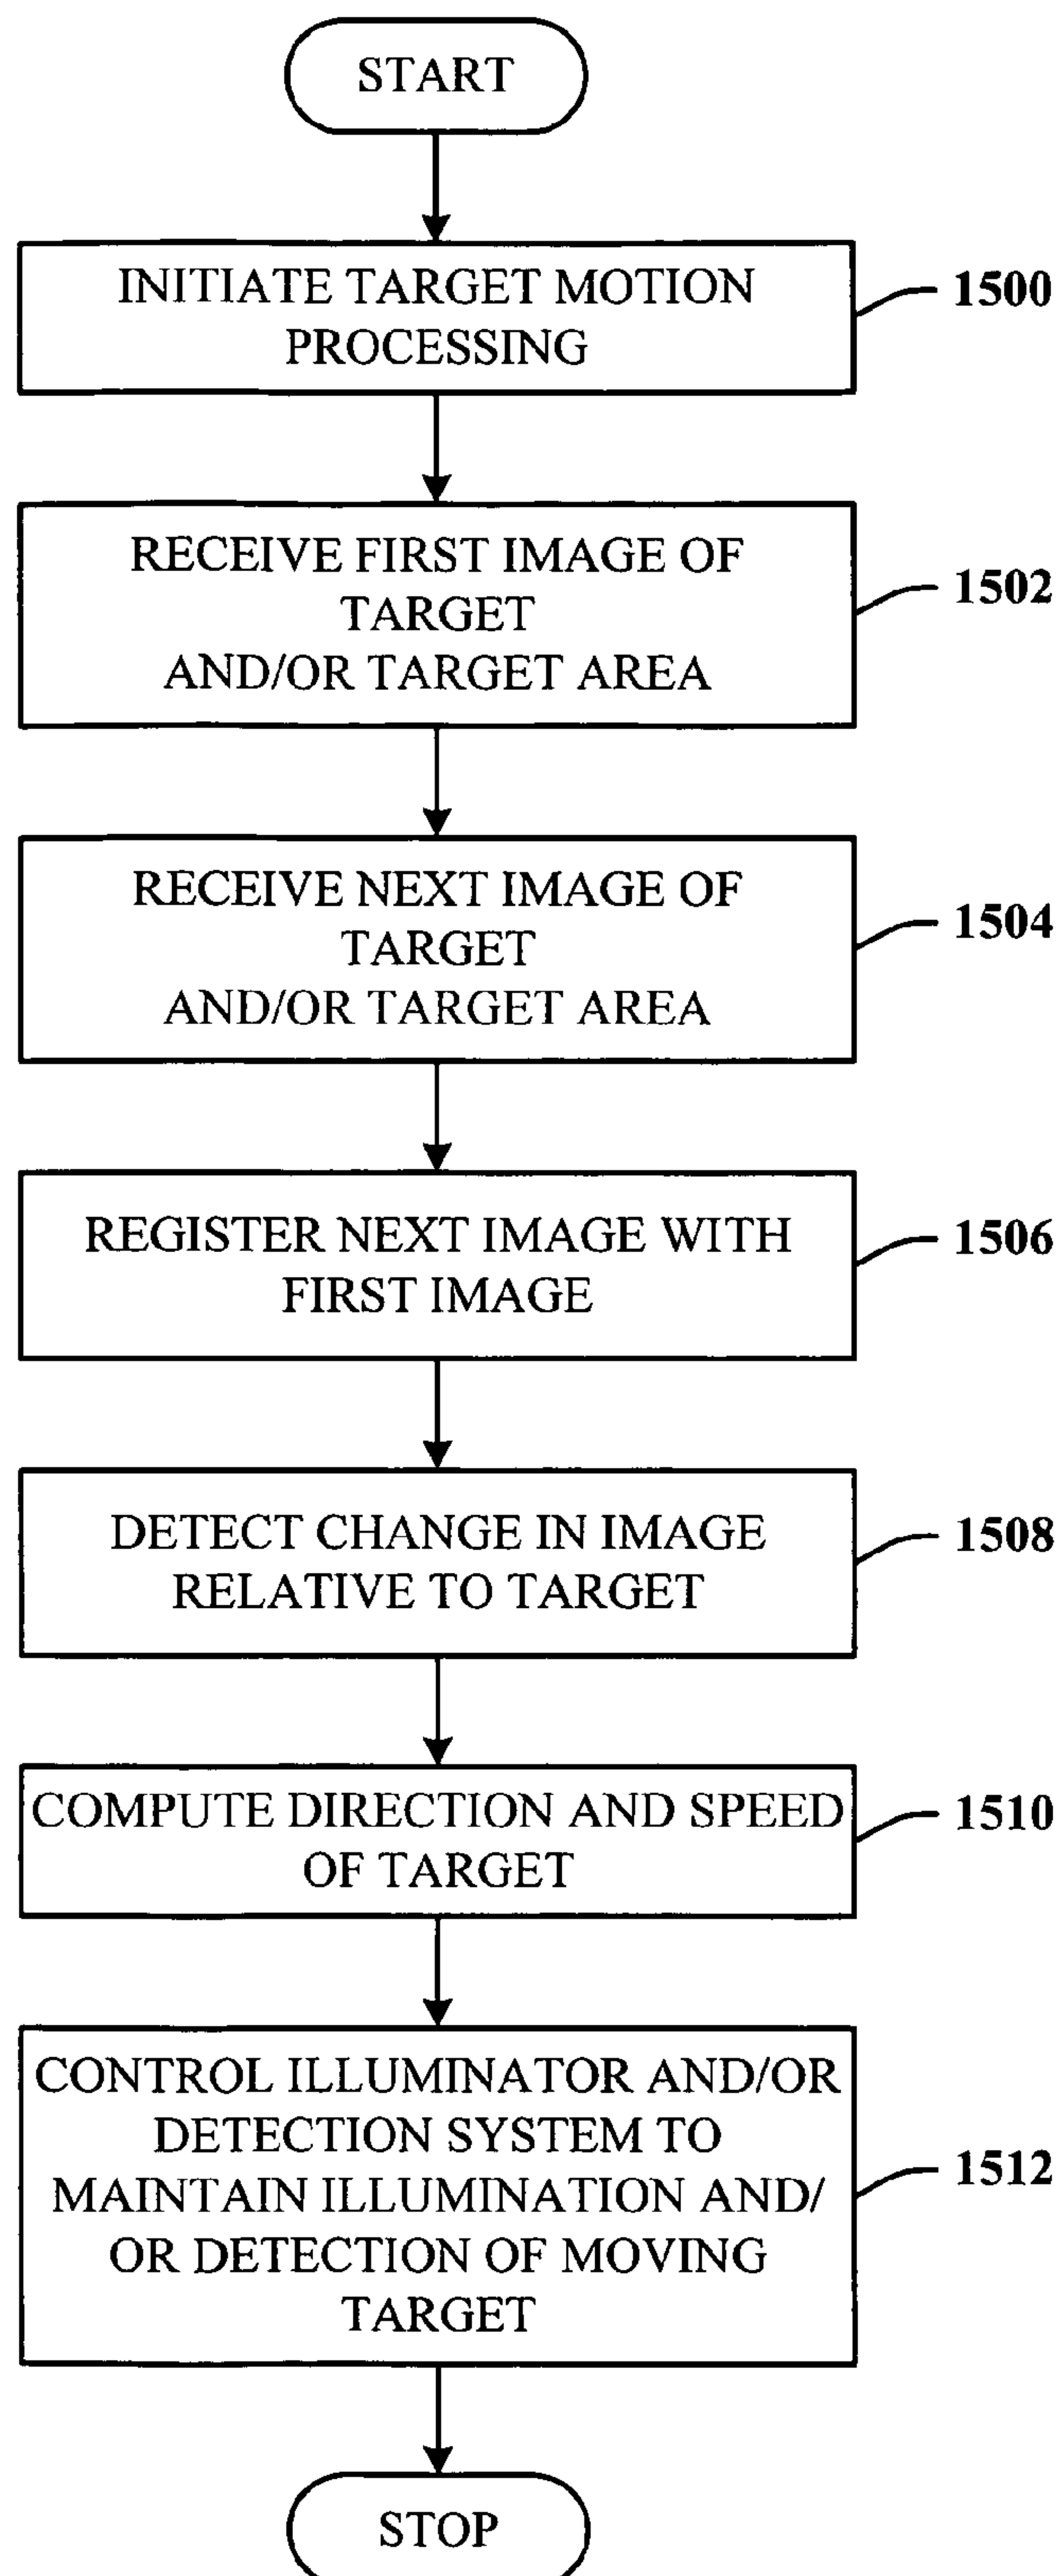 START
INITIATE TARGET MOTION
PROCESSING
1500
RECEIVE FIRST IMAGE OF
TARGET
AND/OR TARGET AREA
1502
RECEIVE NEXT IMAGE OF
TARGET
AND/OR TARGET AREA
1504
REGISTER NEXT IMAGE WITH
FIRST IMAGE
1506
DETECT CHANGE IN IMAGE
RELATIVE TO TARGET
1508
COMPUTE DIRECTION AND SPEED
OF TARGET
1510
CONTROL ILLUMINATOR AND/OR
DETECTION SYSTEM TO
MAINTAIN ILLUMINATION AND/
OR DETECTION OF MOVING
TARGET
1512
STOP